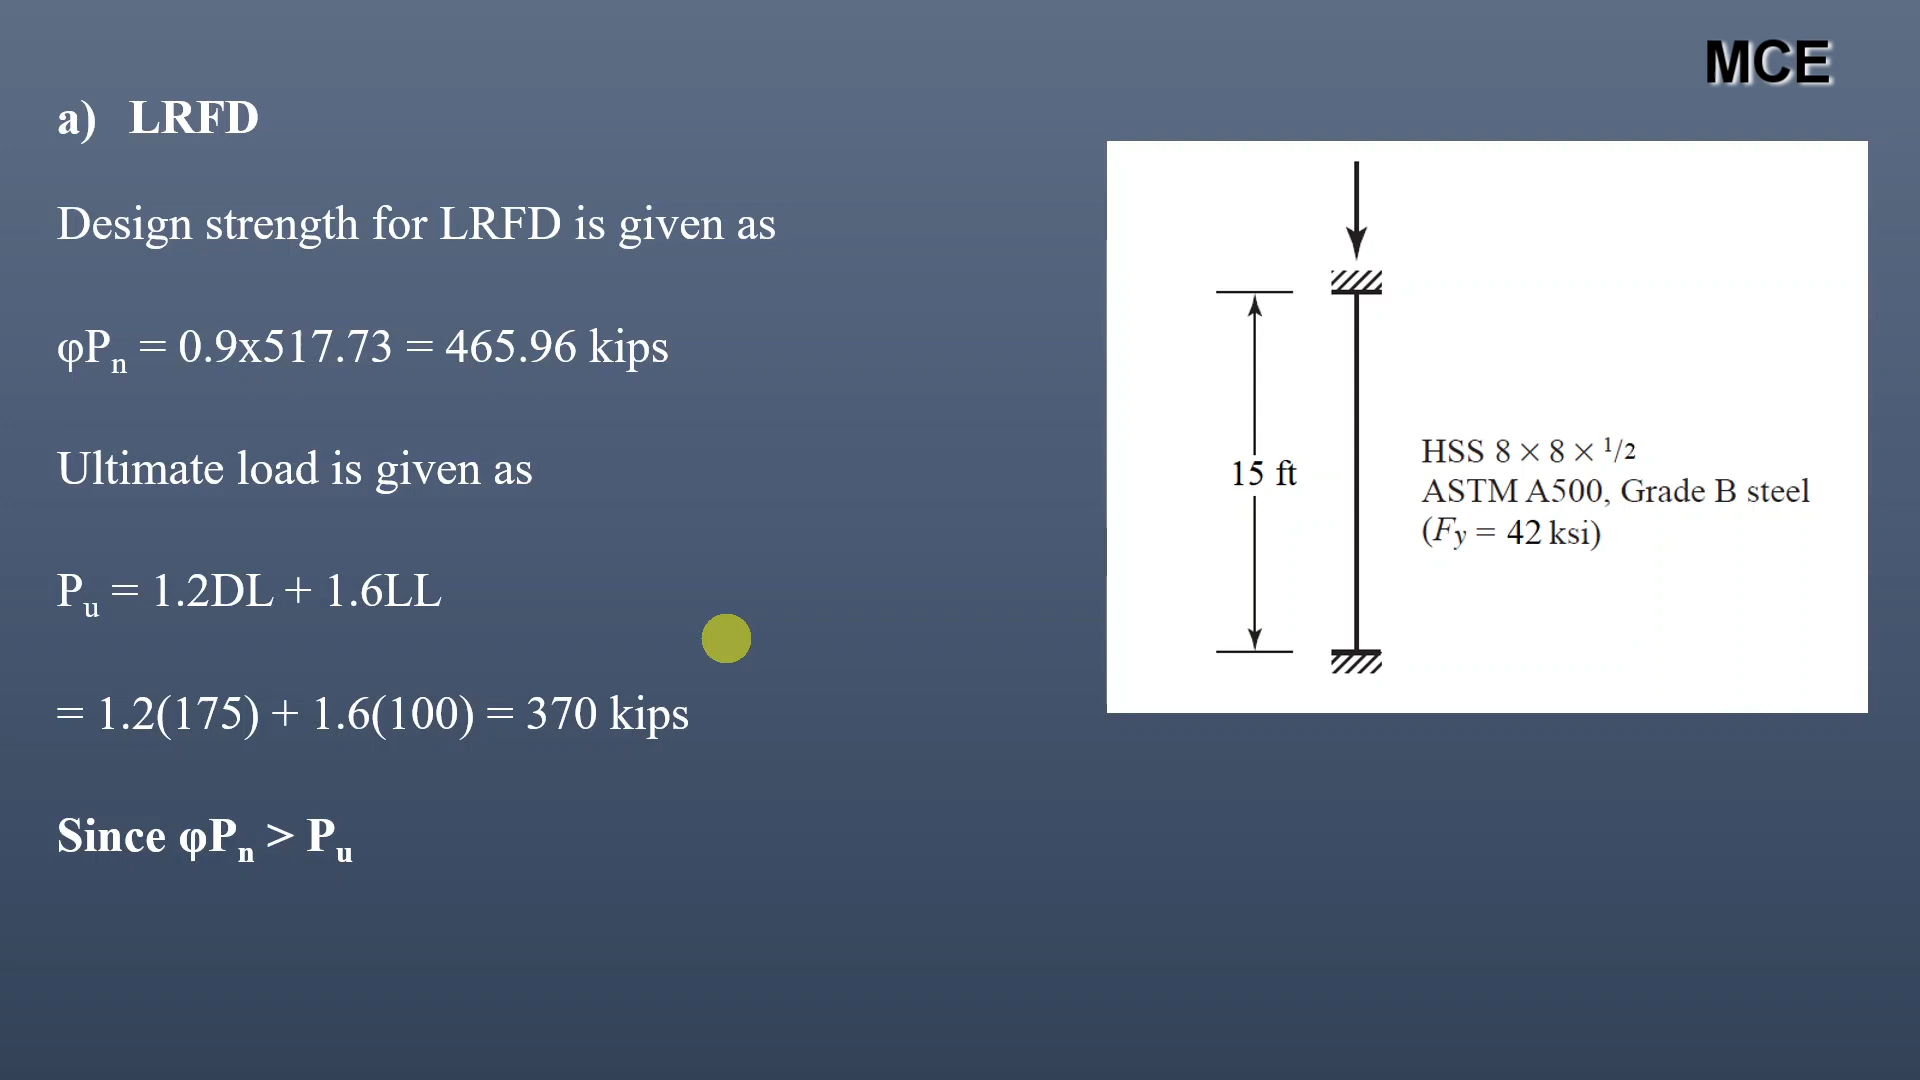 MCE
a) LRFD
Design strength for LRFD is given as
φPn = 0.9x517.73 = 465.96 kips
Ultimate load is given as
Pu = 1.2DL + 1.6LL
= 1.2(175) + 1.6(100) = 370 kips
Since φPn > Pu
15 ft
HSS 8 × 8 × 1/2
ASTM A500, Grade B steel
(Fy = 42 ksi)